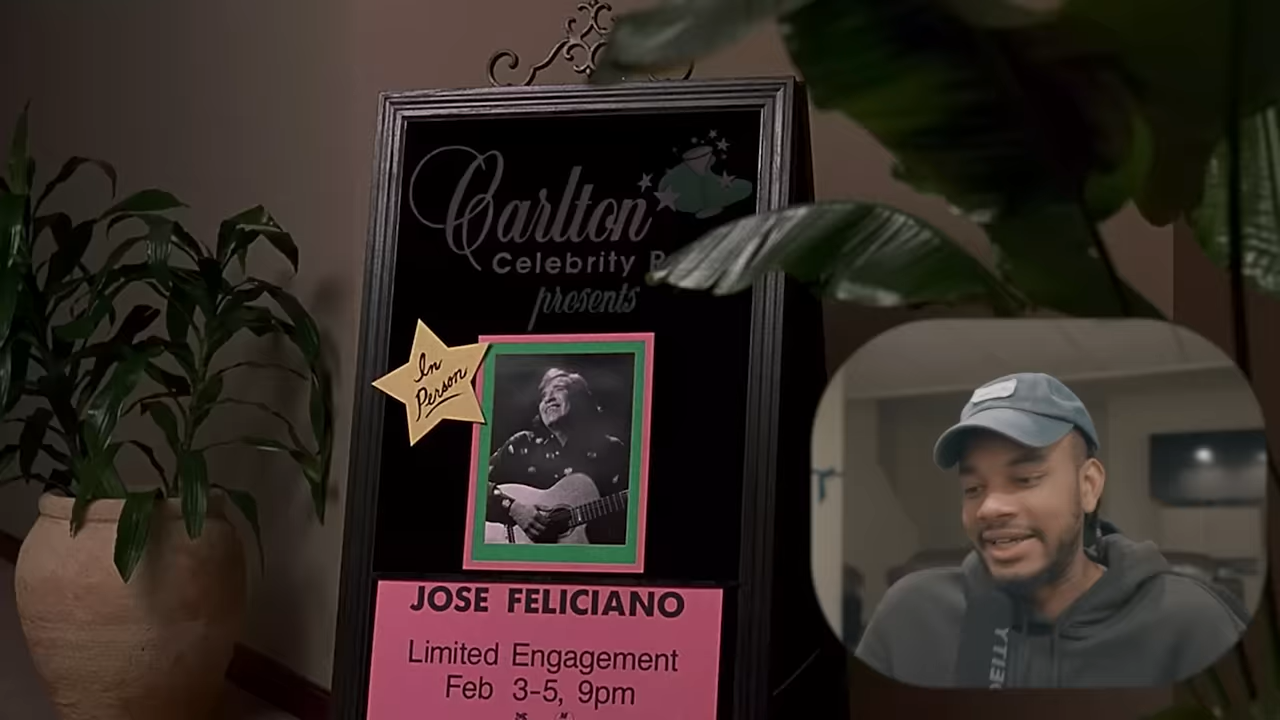 Carlton
Celebrity
presents
In
Person
JOSE FELICIANO
Limited Engagement
Feb 3-5, 9pm